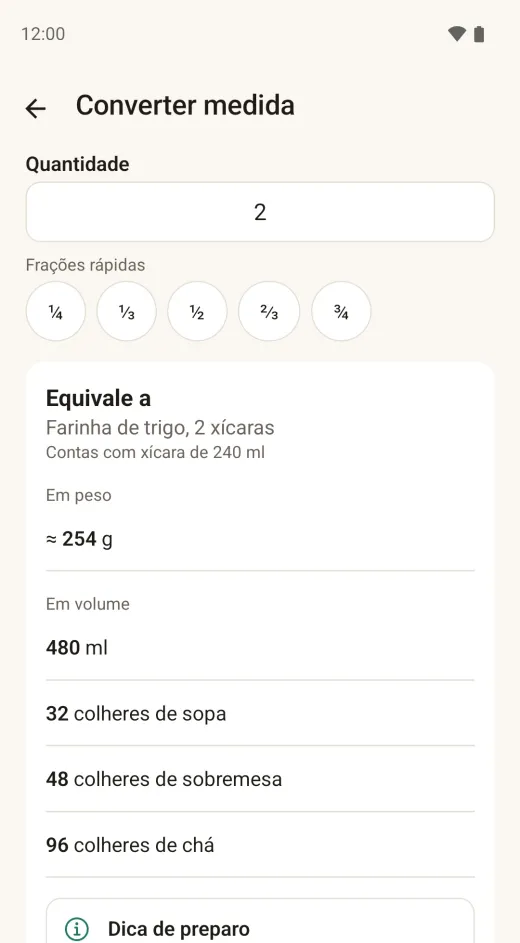 12:00
Converter medida
Quantidade
2
Frações rápidas
¼ ⅓ ½ ⅔ ¾
Equivale a
Farinha de trigo, 2 xícaras
Contas com xícara de 240 ml
Em peso
≈ 254 g
Em volume
480 ml
32 colheres de sopa
48 colheres de sobremesa
96 colheres de chá
Dica de preparo